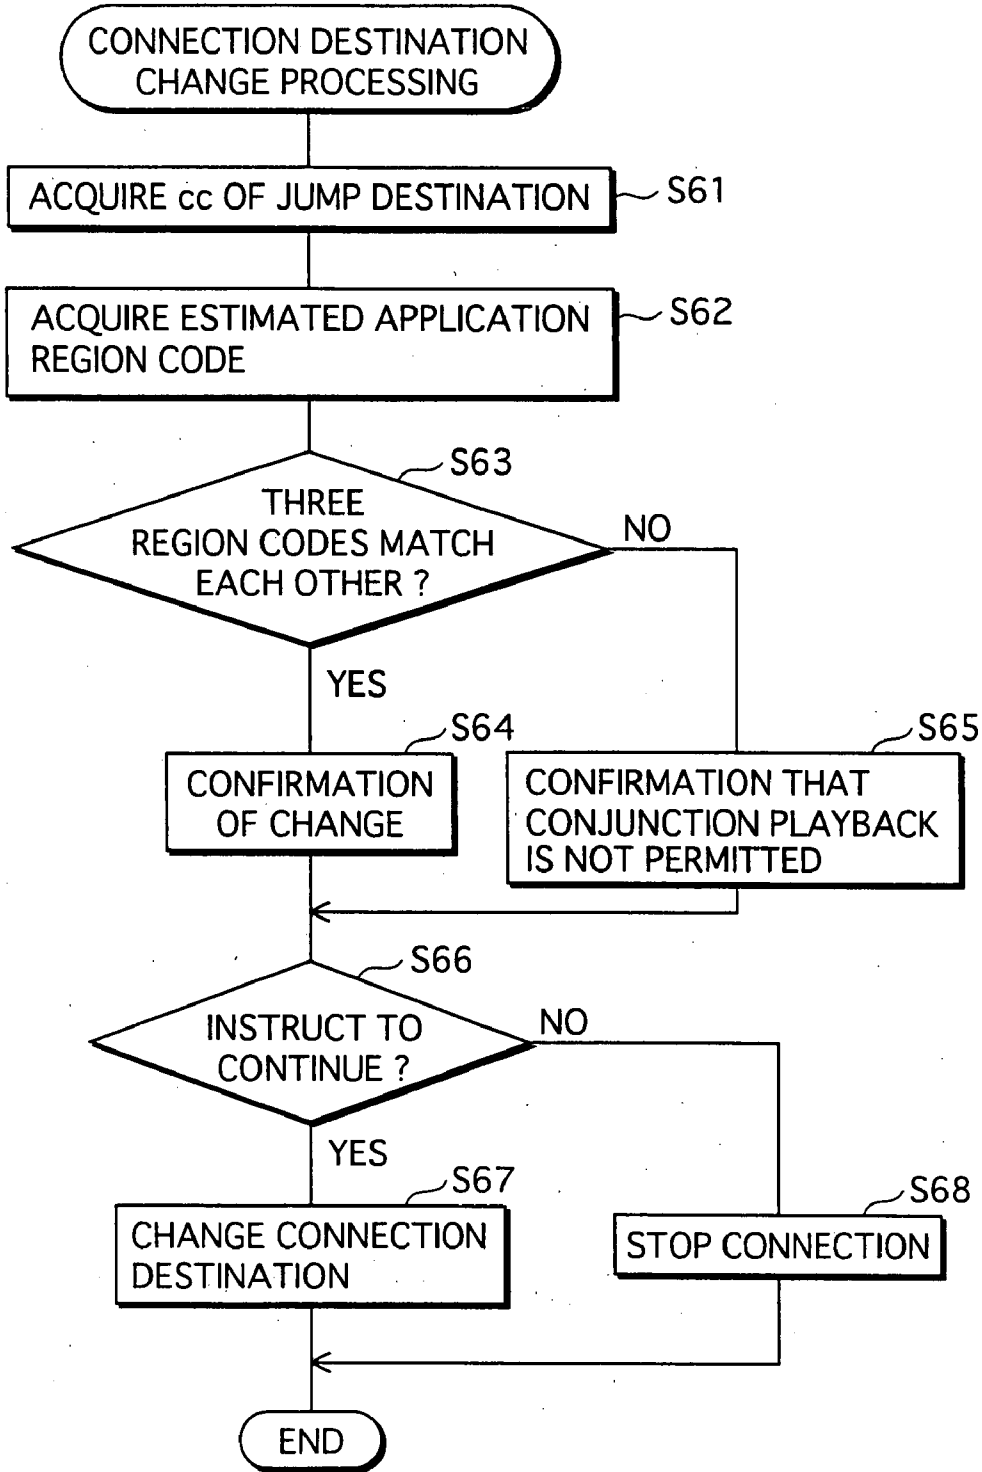 CONNECTION DESTINATION
CHANGE PROCESSING
ACQUIRE cc OF JUMP DESTINATION
S61
ACQUIRE ESTIMATED APPLICATION
REGION CODE
S62
S63
THREE
REGION CODES MATCH
EACH OTHER ?
NO
YES
S64
CONFIRMATION
OF CHANGE
S65
CONFIRMATION THAT
CONJUNCTION PLAYBACK
IS NOT PERMITTED
S66
INSTRUCT TO
CONTINUE ?
NO
YES
S67
CHANGE CONNECTION
DESTINATION
S68
STOP CONNECTION
END